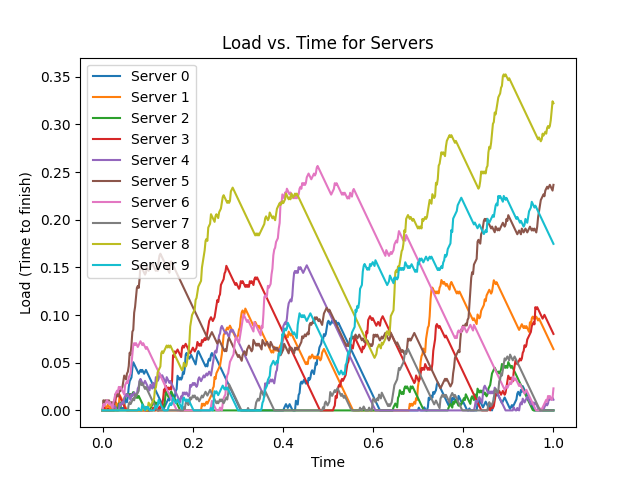 Load vs. Time for Servers
Load (Time to finish)
0.35
0.30
0.25
0.20
0.15
0.10
0.05
0.00
Server 0
Server 1
Server 2
Server 3
Server 4
Server 5
Server 6
Server 7
Server 8
Server 9
0.0 0.2 0.4 0.6 0.8 1.0
Time